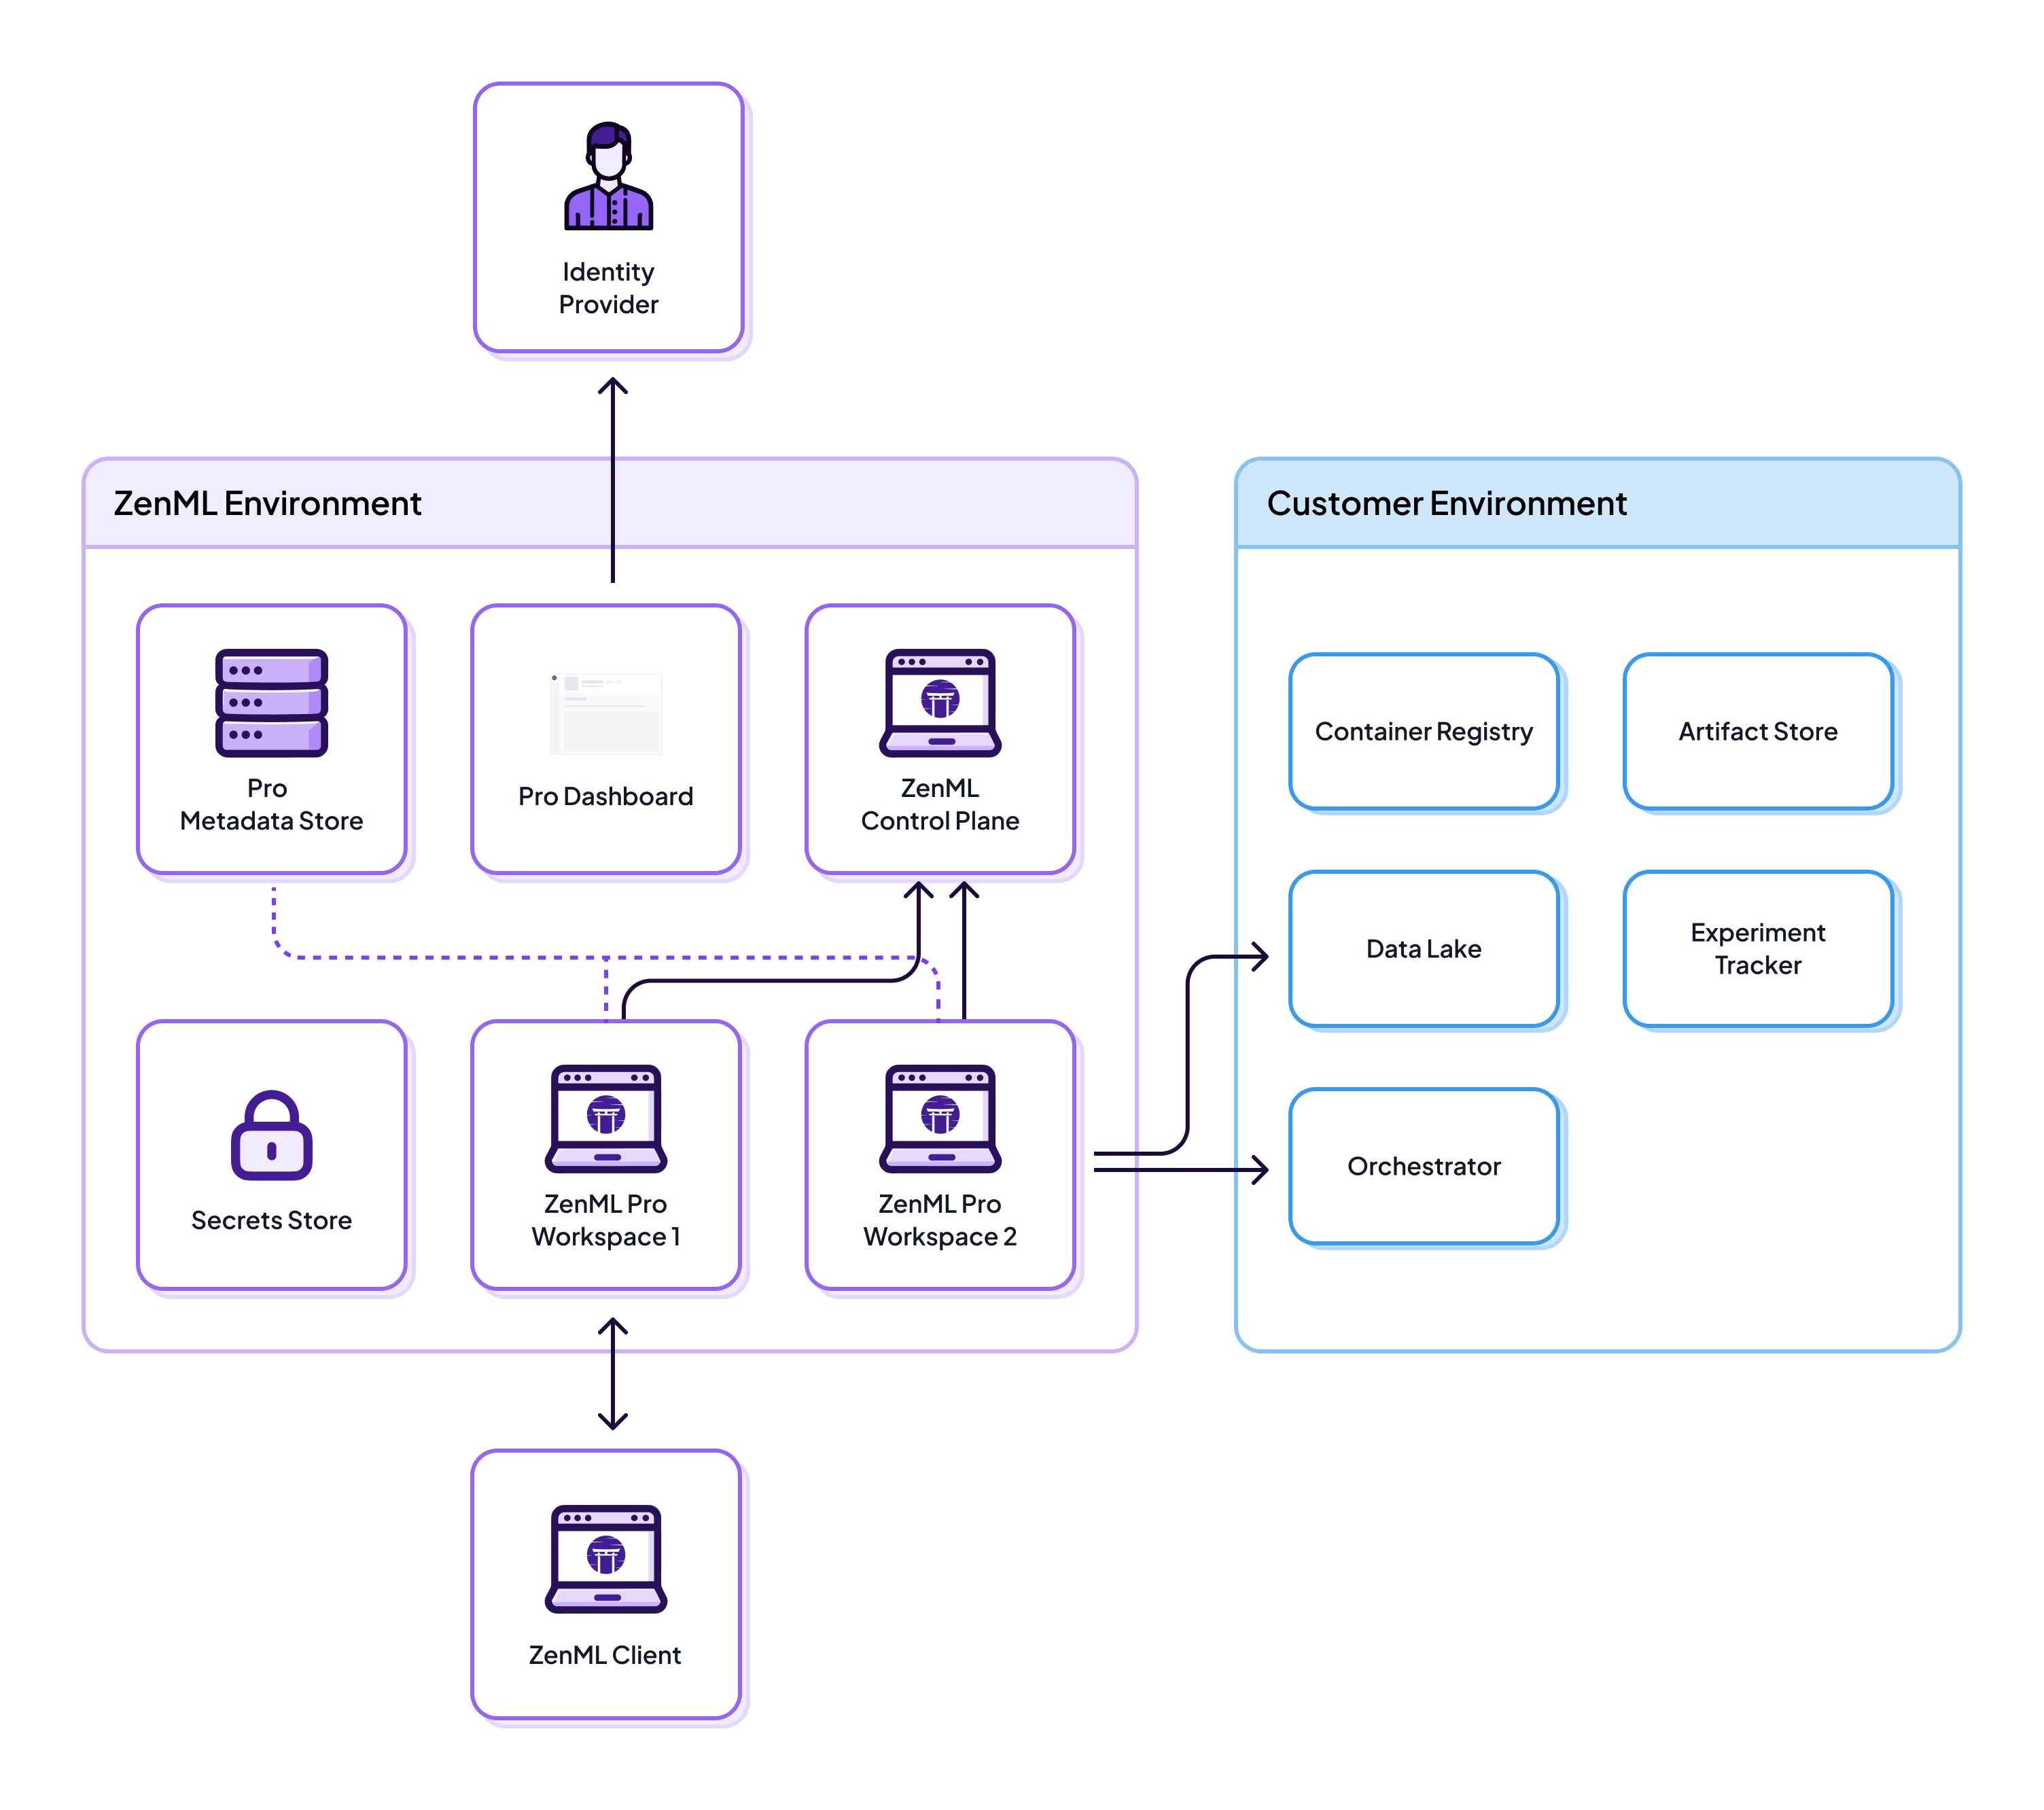 Identity
Provider
ZenML Environment
Pro
Metadata Store
Pro Dashboard
ZenML
Control Plane
Secrets Store
ZenML Pro
Workspace 1
ZenML Pro
Workspace 2
Customer Environment
Container Registry
Artifact Store
Data Lake
Experiment
Tracker
Orchestrator
ZenML Client